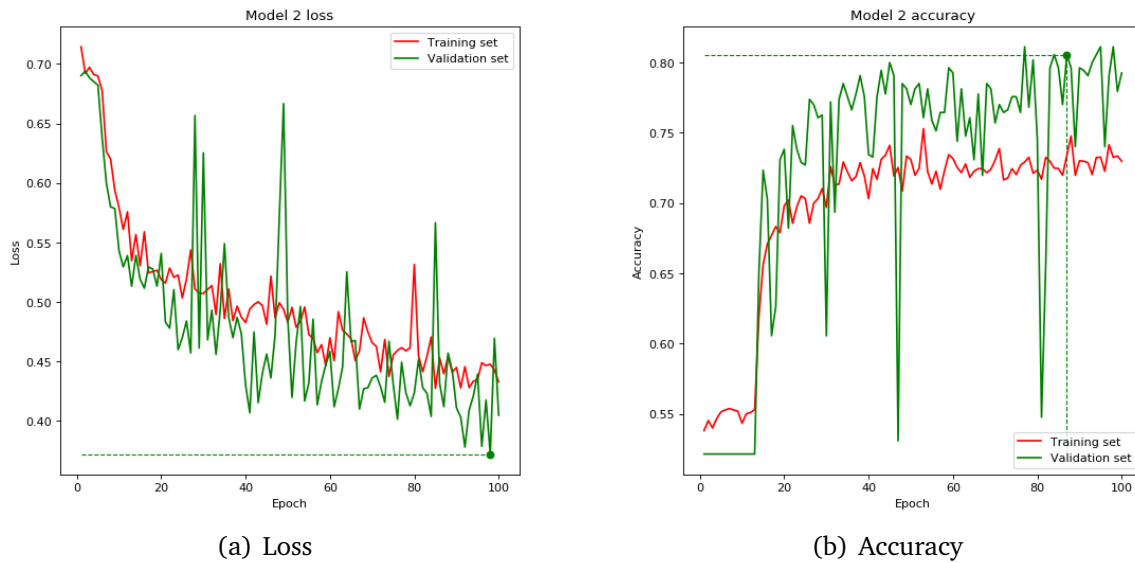 Model 2 loss
Training set
Validation set
0.70
0.65
0.60
0.55
0.50
0.45
0.40
Loss
0 20 40 60 80 100
Epoch
(a) Loss
Model 2 accuracy
0.80
0.75
0.70
0.65
0.60
0.55
Accuracy
Training set
Validation set
0 20 40 60 80 100
Epoch
(b) Accuracy